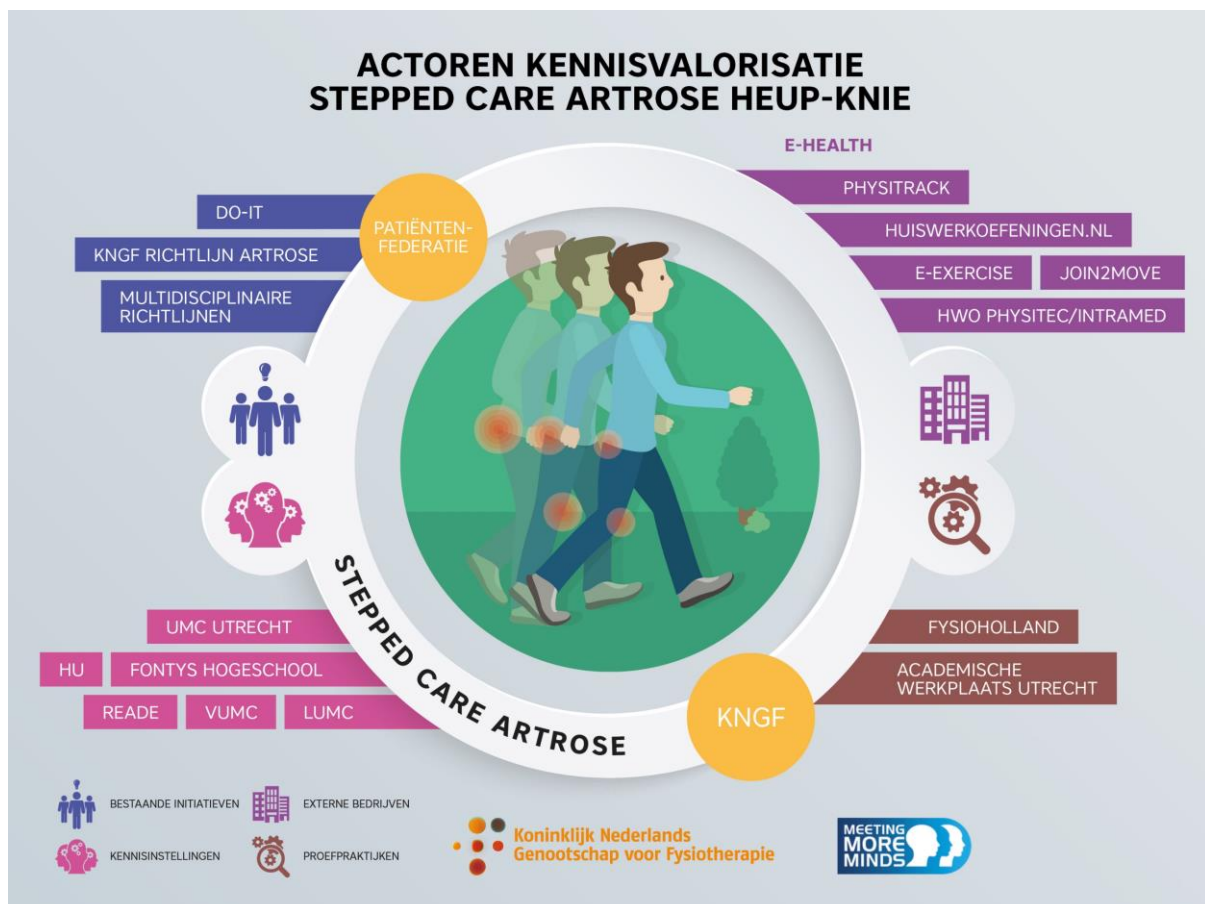 ACTOREN KENNISVALORISATIE
STEPPED CARE ARTROSE HEUP-KNIE
DO-IT
KNGF RICHTLIJN ARTROSE
MULTIDISCIPLINAIRE
RICHTLIJNEN
PATIËNTEN-
FEDERATIE
E-HEALTH
PHYSITRACK
HUISWERKOEFENINGEN.NL
E-EXERCISE
JOIN2MOVE
HWO PHYSITEC/INTRAMED
UMC UTRECHT
HU
FONTYS HOGESCHOOL
READE
VUMC
LUMC
STEPPED CARE ARTROSE
KNGF
FYSIOHOLLAND
ACADEMISCHE
WERKPLAATS UTRECHT
BESTAANDE INITIATIEVEN
EXTERNE BEDRIJVEN
KENNISINSTELLINGEN
PROEFPRAKTIJKEN
Koninklijk Nederlands
Genootschap voor Fysiotherapie
MEETING
MORE
MINDS